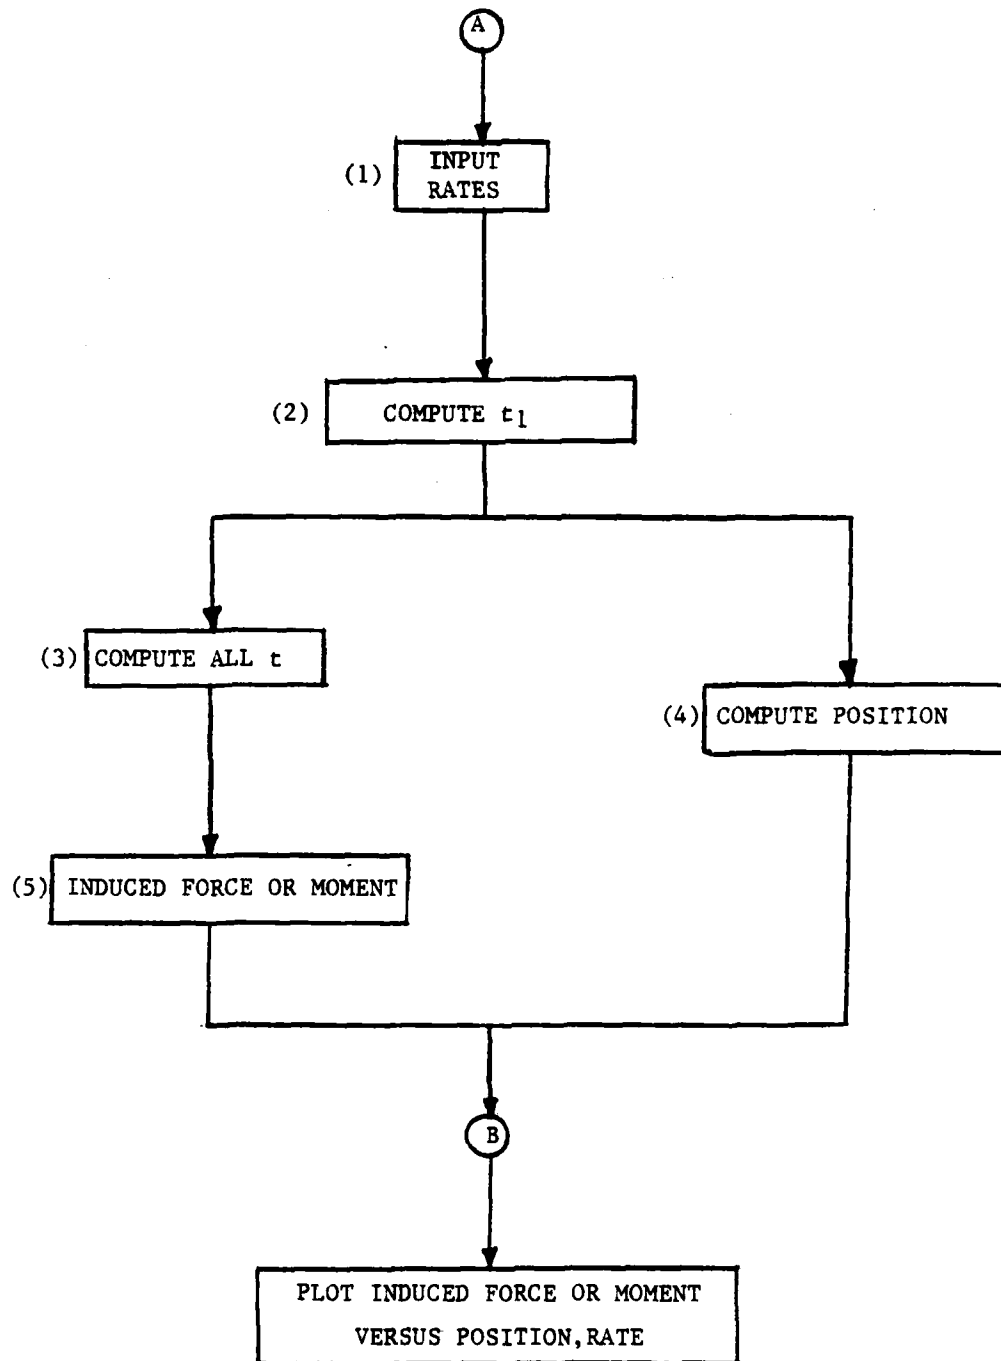 A
(1)
INPUT
RATES
(2)
COMPUTE t1
(3)
COMPUTE ALL t
(4)
COMPUTE POSITION
(5)
INDUCED FORCE OR MOMENT
B
PLOT INDUCED FORCE OR MOMENT
VERSUS POSITION,RATE